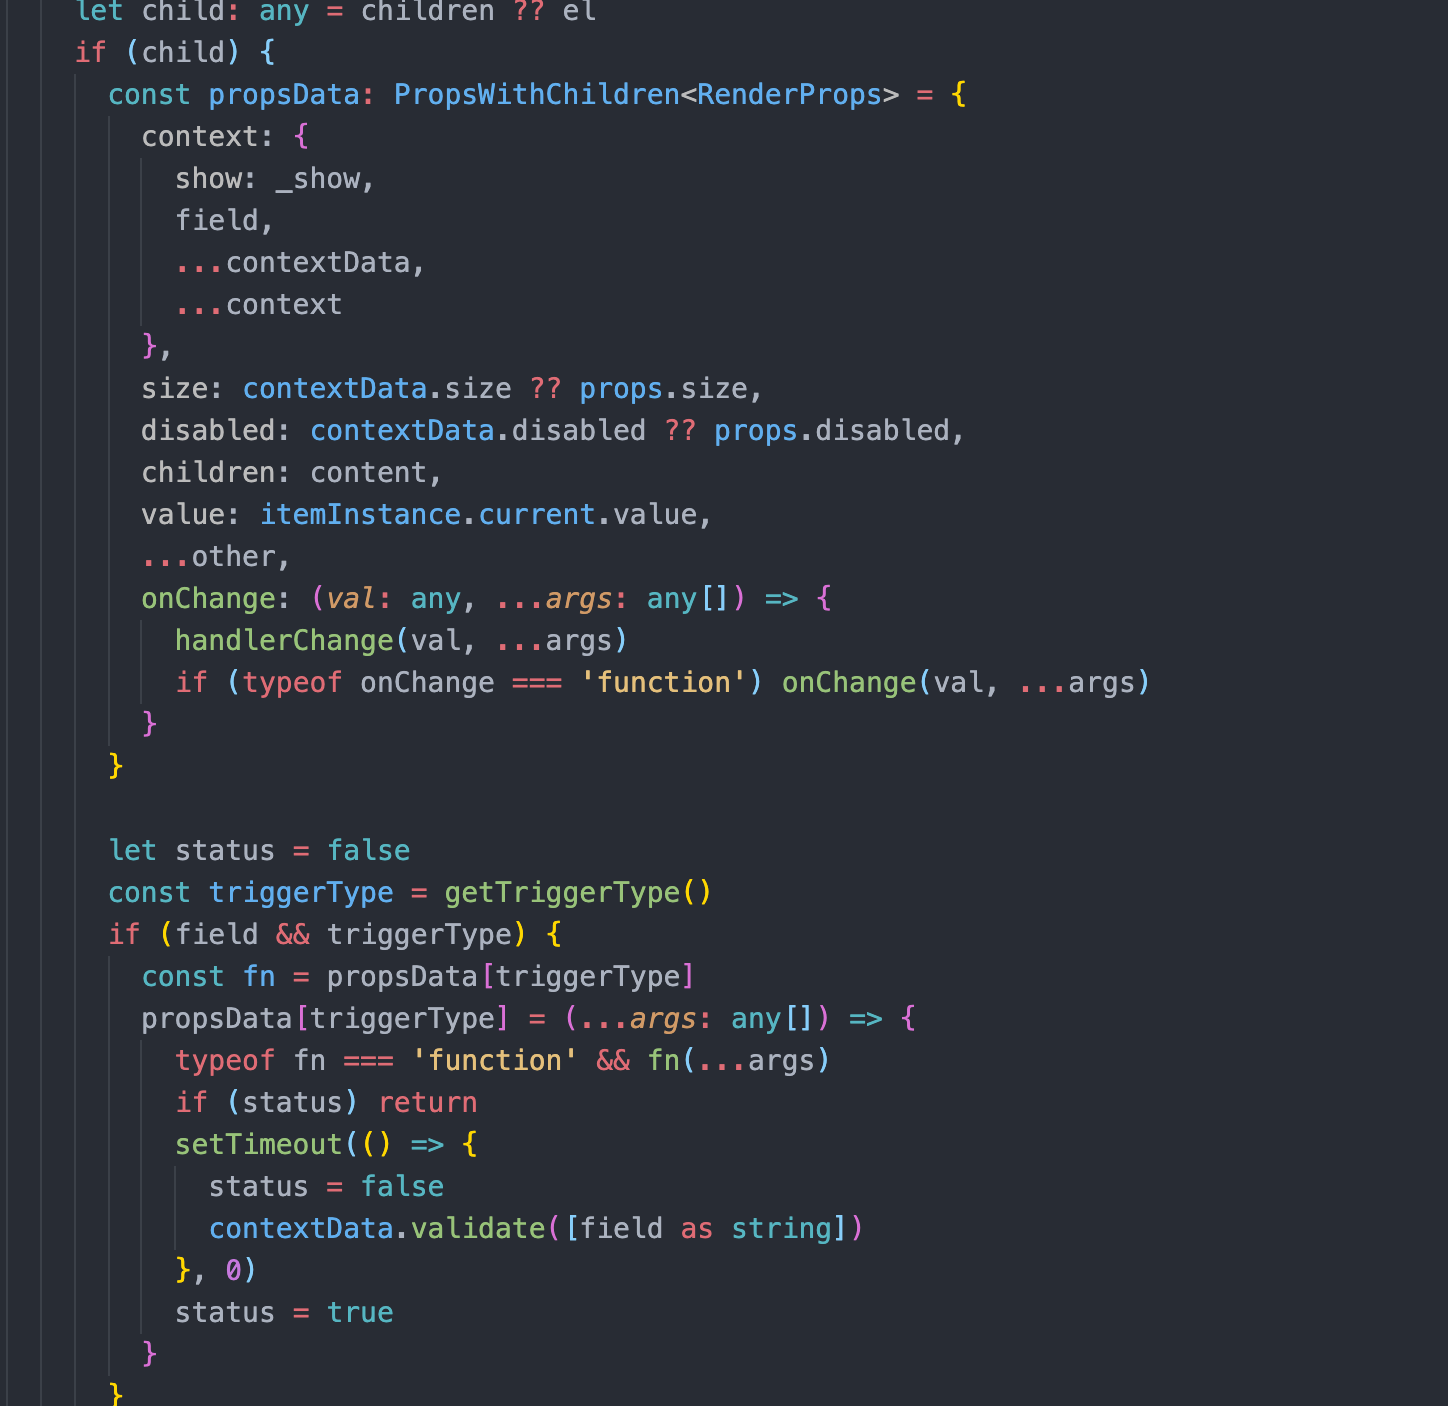 let child: any = children ?? el
if (child) {
const propsData: PropsWithChildren<RenderProps> = {
context: {
show: _show,
field,
...contextData,
...context
},
size: contextData.size ?? props.size,
disabled: contextData.disabled ?? props.disabled,
children: content,
value: itemInstance.current.value,
...other,
onChange: (val: any, ...args: any[]) => {
handlerChange(val, ...args)
if (typeof onChange === 'function') onChange(val, ...args)
}
}
let status = false
const triggerType = getTriggerType()
if (field && triggerType) {
const fn = propsData[triggerType]
propsData[triggerType] = (...args: any[]) => {
typeof fn === 'function' && fn(...args)
if (status) return
setTimeout(() => {
status = false
contextData.validate([field as string])
}, 0)
status = true
}
}